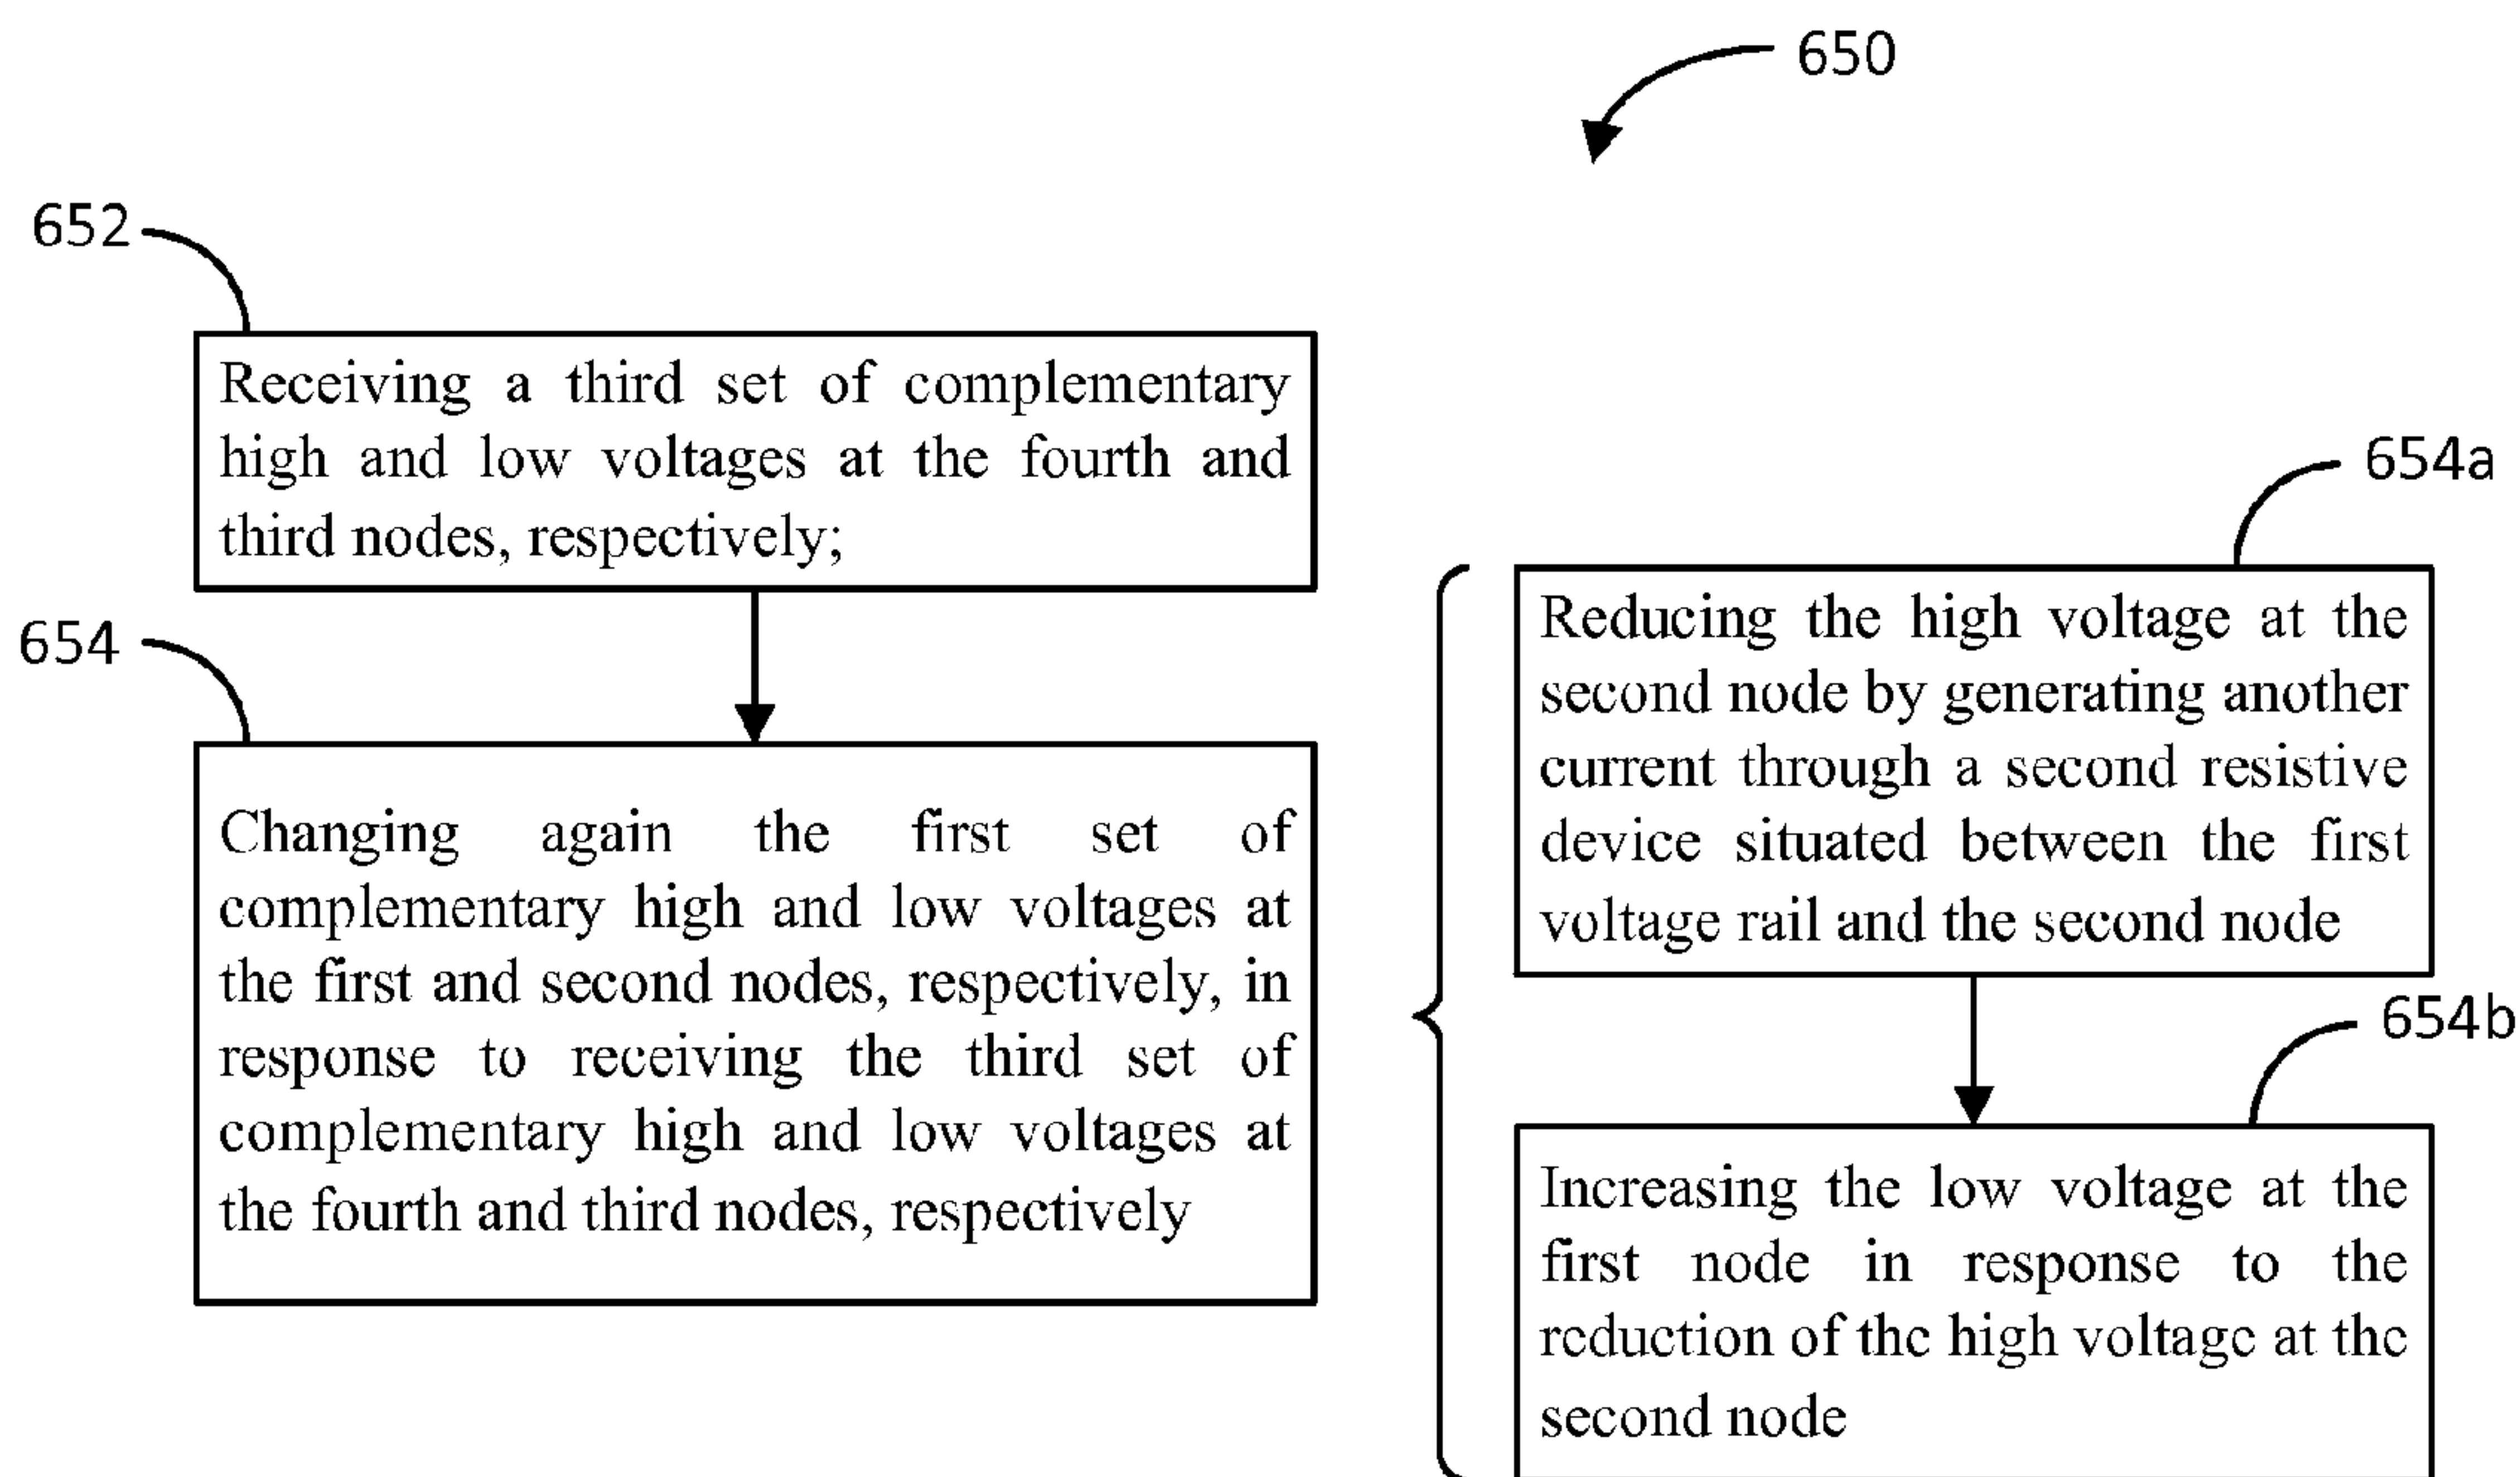 650
652
Receiving a third set of complementary
high and low voltages at the fourth and
third nodes, respectively;
654
Changing again the first set of
complementary high and low voltages at
the first and second nodes, respectively, in
response to receiving the third set of
complementary high and low voltages at
the fourth and third nodes, respectively
654a
Reducing the high voltage at the
second node by generating another
current through a second resistive
device situated between the first
voltage rail and the second node
654b
Increasing the low voltage at the
first node in response to the
reduction of the high voltage at the
second node